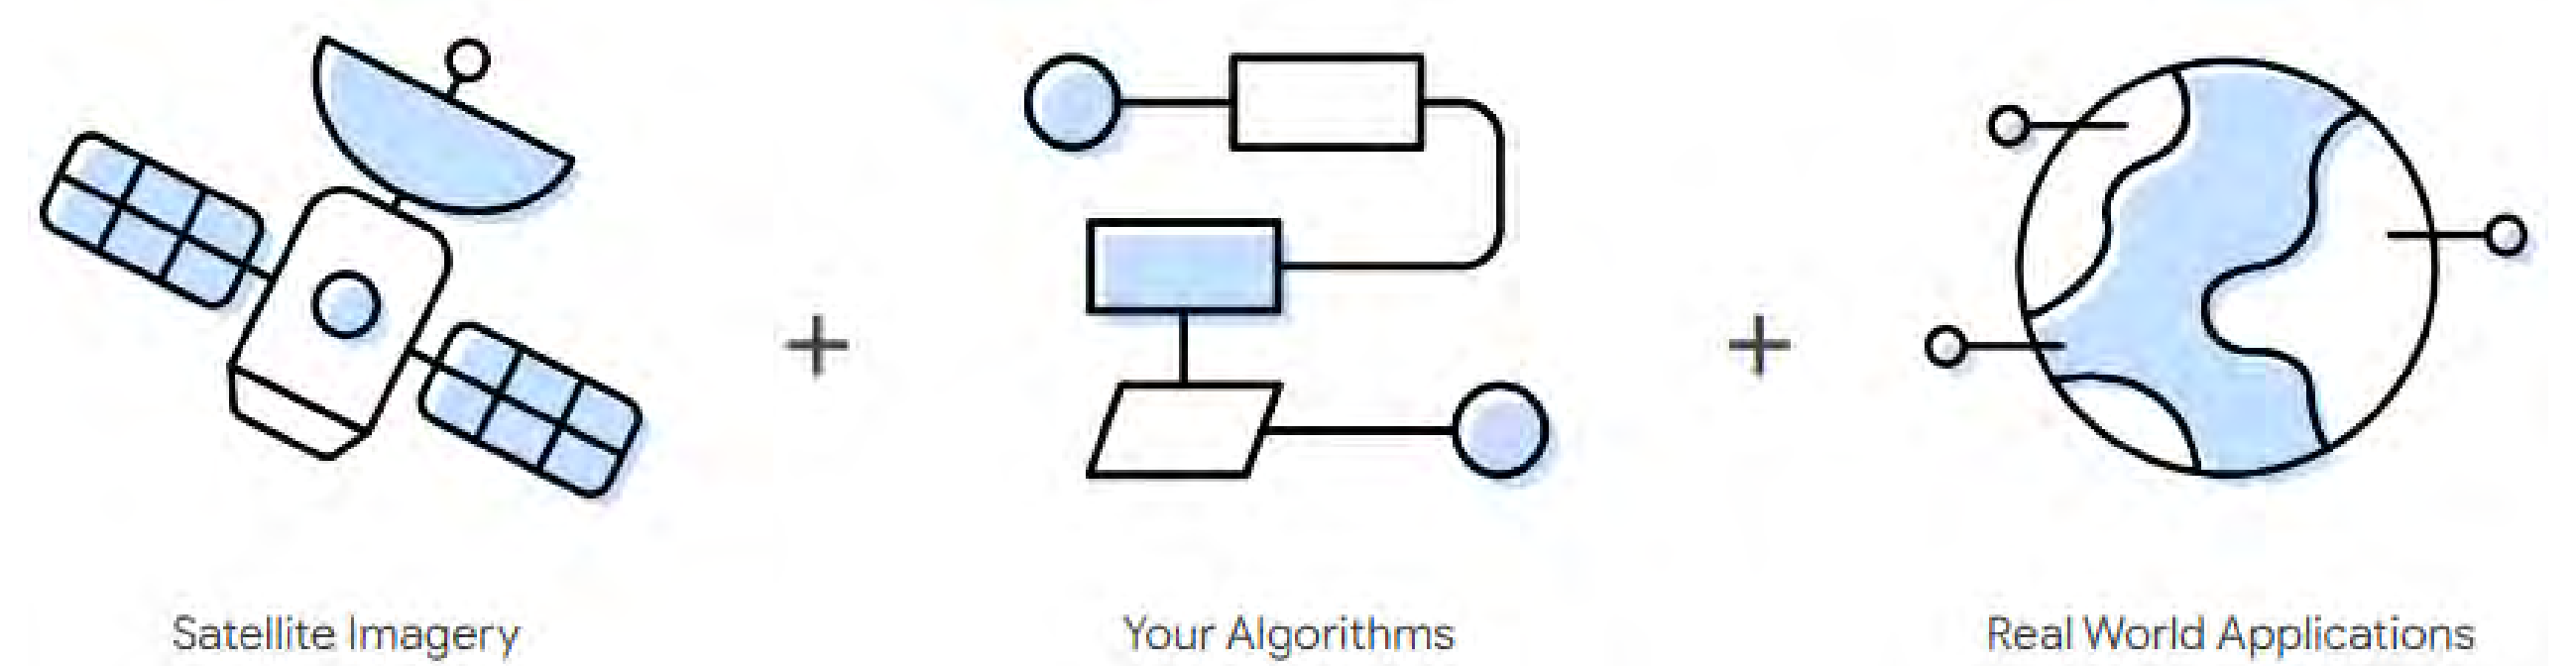 Satellite Imagery
+
Your Algorithms
+
Real World Applications